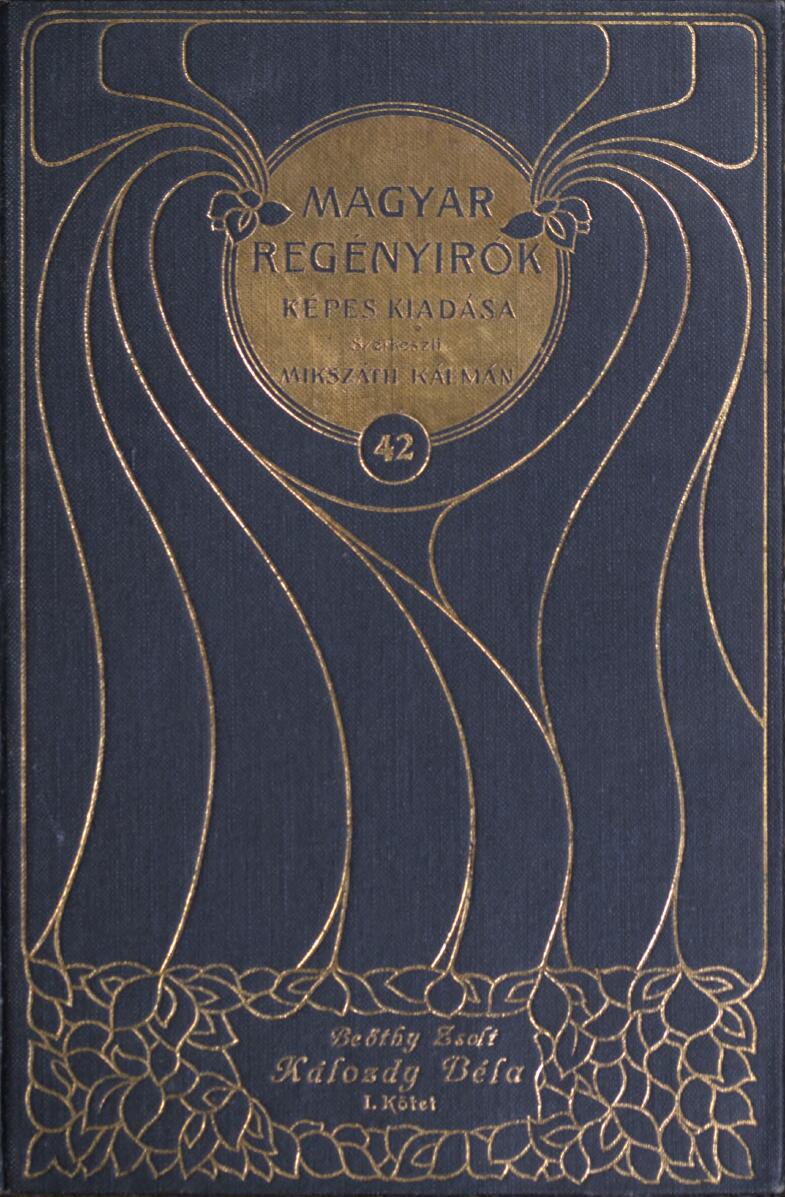 MAGYAR
REGÉNYIRÓK
KÉPES KIADÁSA
Szerkeszti
MIKSZÁTH KÁLMÁN
42
Beöthy Zsolt
Kálozdy Béla
I. Kötet